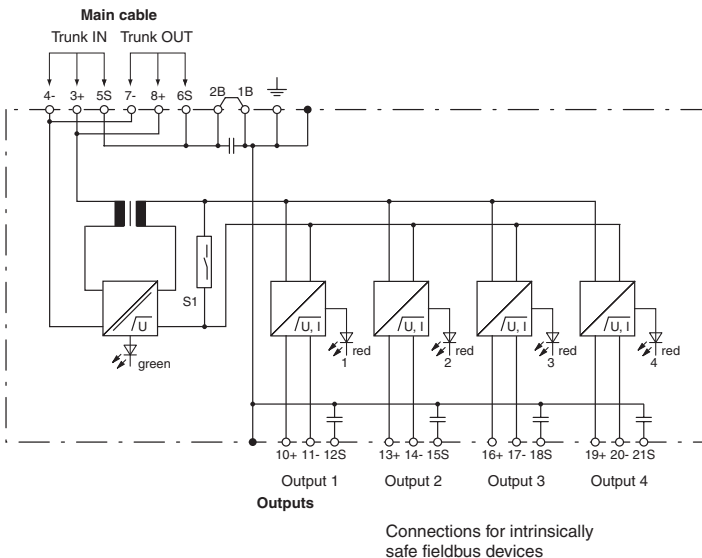 Main cable
Trunk IN Trunk OUT
4- 3+ 5S 7- 8+ 6S 2B 1B
S1
U
green
U, I
red
1
U, I
red
2
U, I
red
3
U, I
red
4
10+ 11- 12S 13+ 14- 15S 16+ 17- 18S 19+ 20- 21S
Output 1 Output 2 Output 3 Output 4
Outputs
Connections for intrinsically
safe fieldbus devices